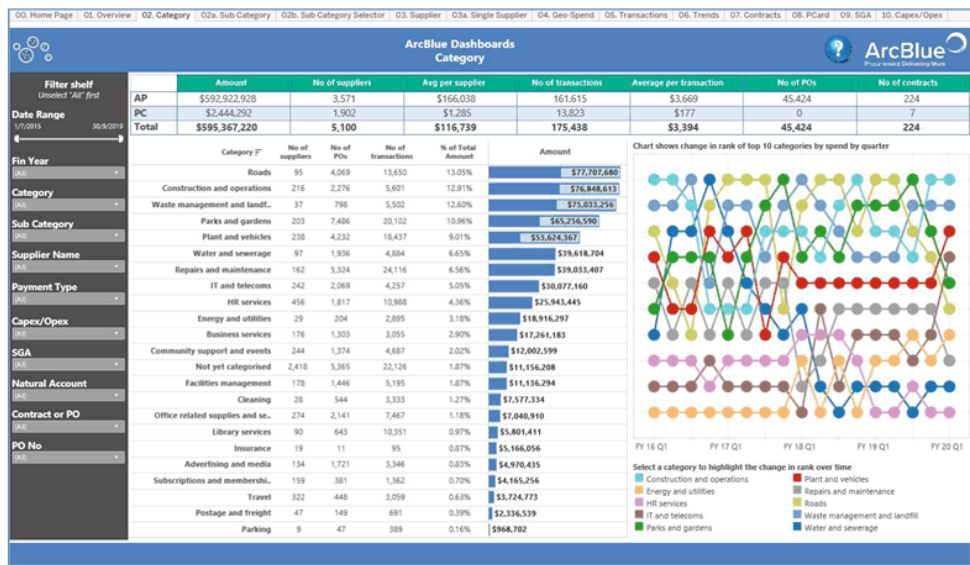 00. Home Page 01. Overview 02. Category 02a. Sub Category 02b. Sub Category Selector 03. Supplier 03a. Single Supplier 04. Geo-Spend 05. Transactions 06. Trends 07. Contracts 08. PCard 09. SGA 10. Capex/Opex
ArcBlue Dashboards
Category
?
ArcBlue
Procurement Delivering More
Filter shelf
Unselect "All" first
Date Range
1/7/2015 30/9/2019
Fin Year
(All)
Category
(All)
Sub Category
(All)
Supplier Name
(All)
Payment Type
(All)
Capex/Opex
(All)
SGA
(All)
Natural Account
(All)
Contract or PO
(All)
PO No
(All)
Amount No of suppliers Avg per supplier No of transactions Average per transaction No of POs No of contracts
AP $592,922,928 3,571 $166,038 161,615 $3,669 45,424 224
PC $2,444,292 1,902 $1,285 13,823 $177 0 7
Total $595,367,220 5,100 $116,739 175,438 $3,394 45,424 224
Category No of suppliers No of POs No of transactions % of Total Amount Amount
Roads 95 4,069 13,650 13.05% $77,707,680
Construction and operations 216 2,276 5,601 12.91% $76,848,613
Waste management and landf.. 37 798 5,502 12.60% $75,033,256
Parks and gardens 203 7,486 20,102 10.96% $65,256,590
Plant and vehicles 238 4,232 18,437 9.01% $53,624,367
Water and sewerage 97 1,936 4,884 6.65% $39,618,704
Repairs and maintenance 162 5,324 24,116 6.56% $39,033,407
IT and telecoms 242 2,069 4,257 5.05% $30,077,160
HR services 456 1,817 10,988 4.36% $25,943,445
Energy and utilities 29 204 2,895 3.18% $18,916,297
Business services 176 1,303 3,055 2.90% $17,261,183
Community support and events 244 1,374 4,687 2.02% $12,002,599
Not yet categorised 2,418 5,365 22,126 1.87% $11,156,208
Facilities management 178 1,446 5,195 1.87% $11,136,294
Cleaning 28 544 3,333 1.27% $7,577,334
Office related supplies and se.. 274 2,141 7,467 1.18% $7,040,910
Library services 90 643 10,351 0.97% $5,801,411
Insurance 19 11 95 0.87% $5,166,056
Advertising and media 134 1,721 3,346 0.83% $4,970,435
Subscriptions and membershi.. 159 381 1,362 0.70% $4,165,256
Travel 322 448 3,059 0.63% $3,724,773
Postage and freight 47 149 691 0.39% $2,336,539
Parking 9 47 389 0.16% $968,702
Chart shows change in rank of top 10 categories by spend by quarter
FY 16 Q1 FY 17 Q1 FY 18 Q1 FY 19 Q1 FY 20 Q1
Select a category to highlight the change in rank over time
Construction and operations Plant and vehicles
Energy and utilities Repairs and maintenance
HR services Roads
IT and telecoms Waste management and landfill
Parks and gardens Water and sewerage